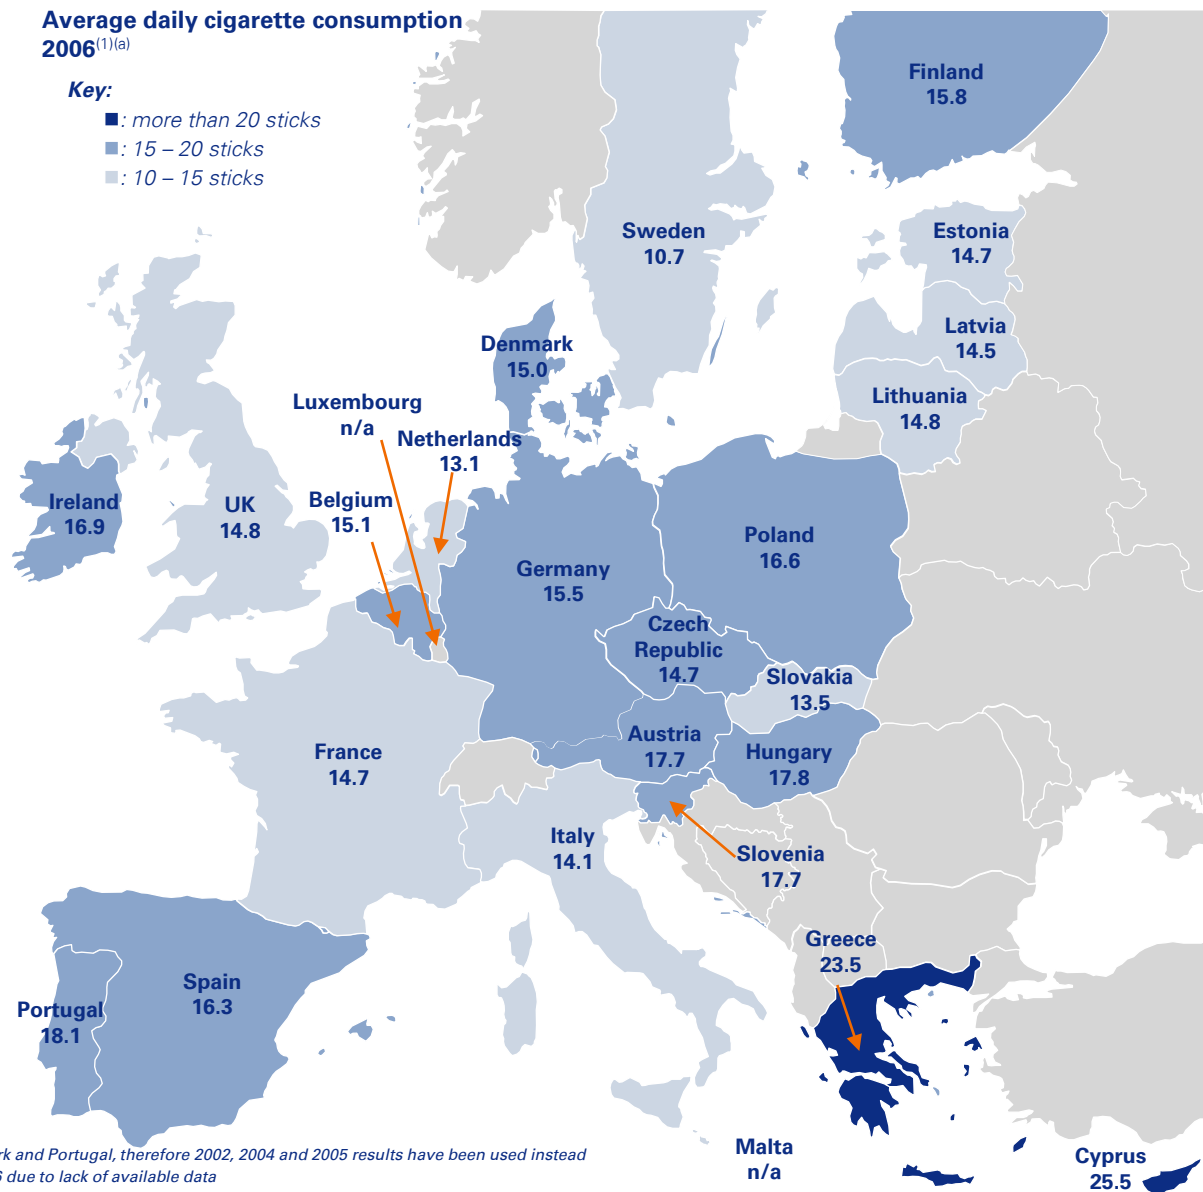 Average daily cigarette consumption
2006(1)(a)
Key:
: more than 20 sticks
: 15 – 20 sticks
: 10 – 15 sticks
Finland
15.8
Sweden
10.7
Estonia
14.7
Latvia
14.5
Lithuania
14.8
Denmark
15.0
Luxembourg
n/a
Netherlands
13.1
Belgium
15.1
Ireland
16.9
UK
14.8
Germany
15.5
Poland
16.6
Czech
Republic
14.7
Slovakia
13.5
Austria
17.7
Hungary
17.8
France
14.7
Italy
14.1
Slovenia
17.7
Greece
23.5
Spain
16.3
Portugal
18.1
Malta
n/a
Cyprus
25.5
and Portugal, therefore 2002, 2004 and 2005 results have been used instead
due to lack of available data